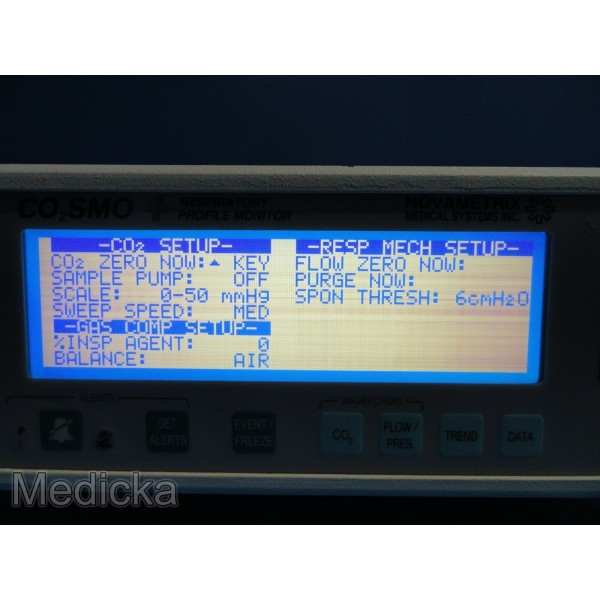 Medicka
CO₂SMO + RESPIRATORY PROFILE MONITOR
NOVAMETRIX MEDICAL SYSTEMS INC.
-CO₂ SETUP-
CO₂ ZERO NOW:▲ KEY
SAMPLE PUMP: OFF
SCALE: 0-50 mmHg
SWEEP SPEED: MED
-GAS COMP SETUP-
%INSP AGENT: 0
BALANCE: AIR
-RESP MECH SETUP-
FLOW ZERO NOW:
PURGE NOW:
SPON THRESH: 6cmH2O
ALERTS
WAVEFORMS
SET ALERTS
EVENT / FREEZE
CO₂
FLOW / PRES.
TREND
DATA
Medicka